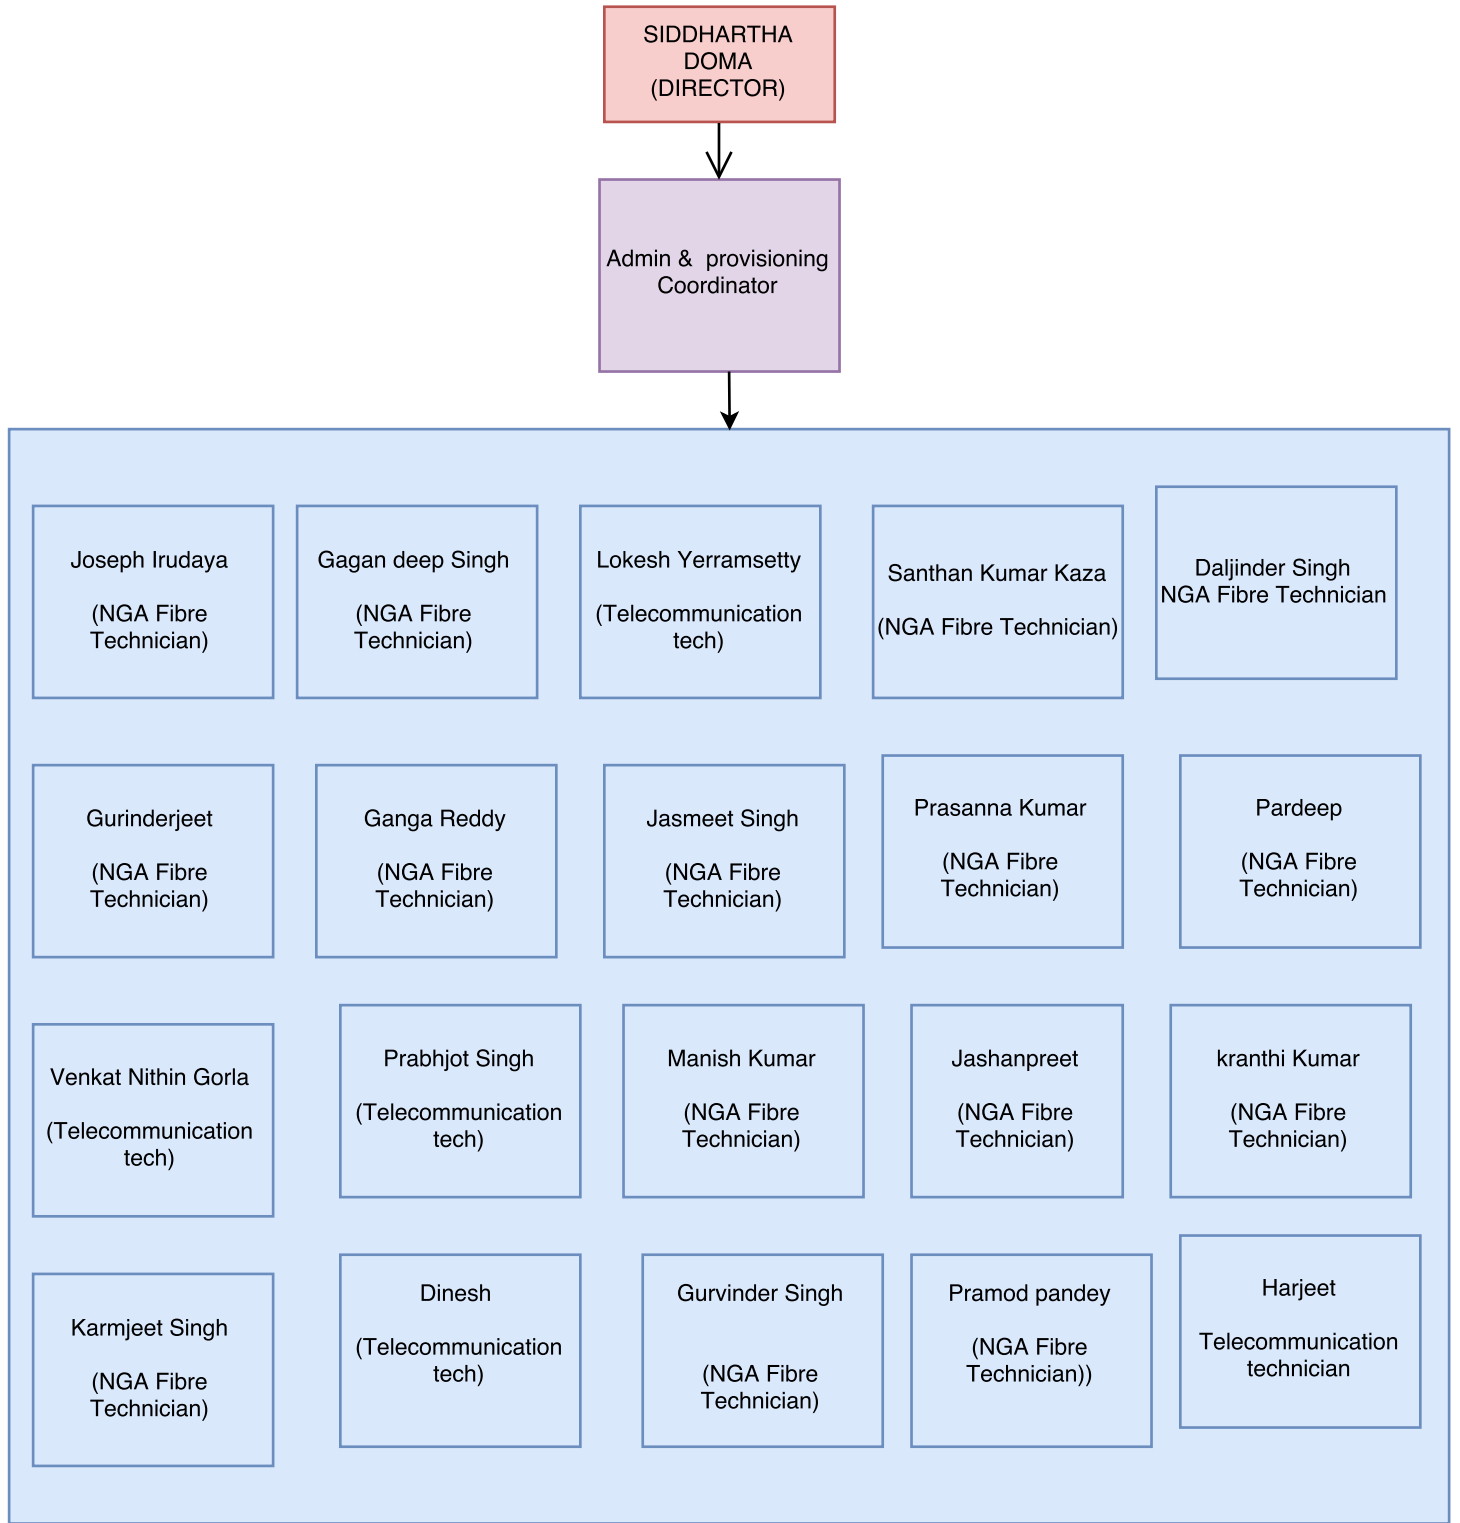 SIDDHARTHA
DOMA
(DIRECTOR)
Admin &  provisioning
Coordinator
Joseph Irudaya
(NGA Fibre
Technician)
Gagan deep Singh
(NGA Fibre
Technician)
Lokesh Yerramsetty
(Telecommunication
tech)
Santhan Kumar Kaza
(NGA Fibre Technician)
Daljinder Singh
NGA Fibre Technician
Gurinderjeet
(NGA Fibre
Technician)
Ganga Reddy
(NGA Fibre
Technician)
Jasmeet Singh
(NGA Fibre
Technician)
Prasanna Kumar
(NGA Fibre
Technician)
Pardeep
(NGA Fibre
Technician)
Venkat Nithin Gorla
(Telecommunication
tech)
Prabhjot Singh
(Telecommunication
tech)
Manish Kumar
(NGA Fibre
Technician)
Jashanpreet
(NGA Fibre
Technician)
kranthi Kumar
(NGA Fibre
Technician)
Karmjeet Singh
(NGA Fibre
Technician)
Dinesh
(Telecommunication
tech)
Gurvinder Singh
(NGA Fibre
Technician)
Pramod pandey
(NGA Fibre
Technician))
Harjeet
Telecommunication
technician